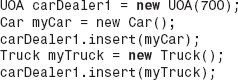 UOA carDealer1 = new UOA(700);
Car myCar = new Car();
carDealer1.insert(myCar);
Truck myTruck = new Truck();
carDealer1.insert(myTruck);